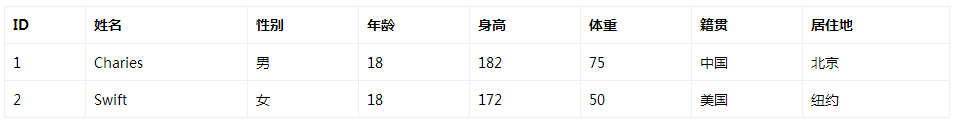 ID 姓名 性别 年龄 身高 体重 籍贯 居住地
1 Charies 男 18 182 75 中国 北京
2 Swift 女 18 172 50 美国 纽约